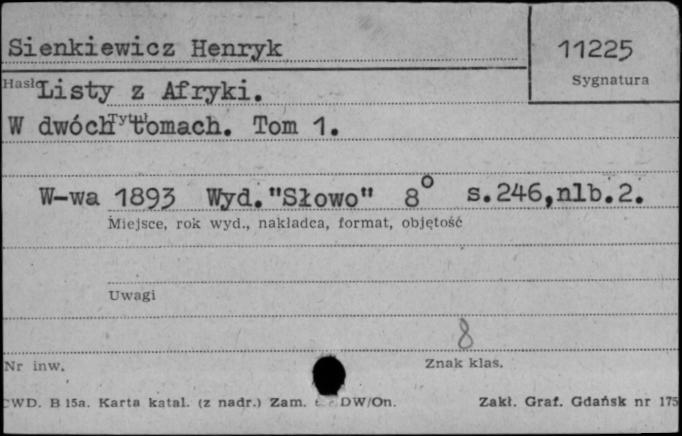 Sienkiewicz Henryk
11225
Hasło
Sygnatura
Listy z Afryki.
Tytuł
W dwóch tomach. Tom 1.
W-wa 1893 Wyd."Słowo" 8° s.246,nlb.2.
Miejsce, rok wyd., nakładca, format, objętość
Uwagi
8
Nr inw.
Znak klas.
CWD. B 15a. Karta katal. (z nadr.) Zam. DW/On.
Zakł. Graf. Gdańsk nr 175